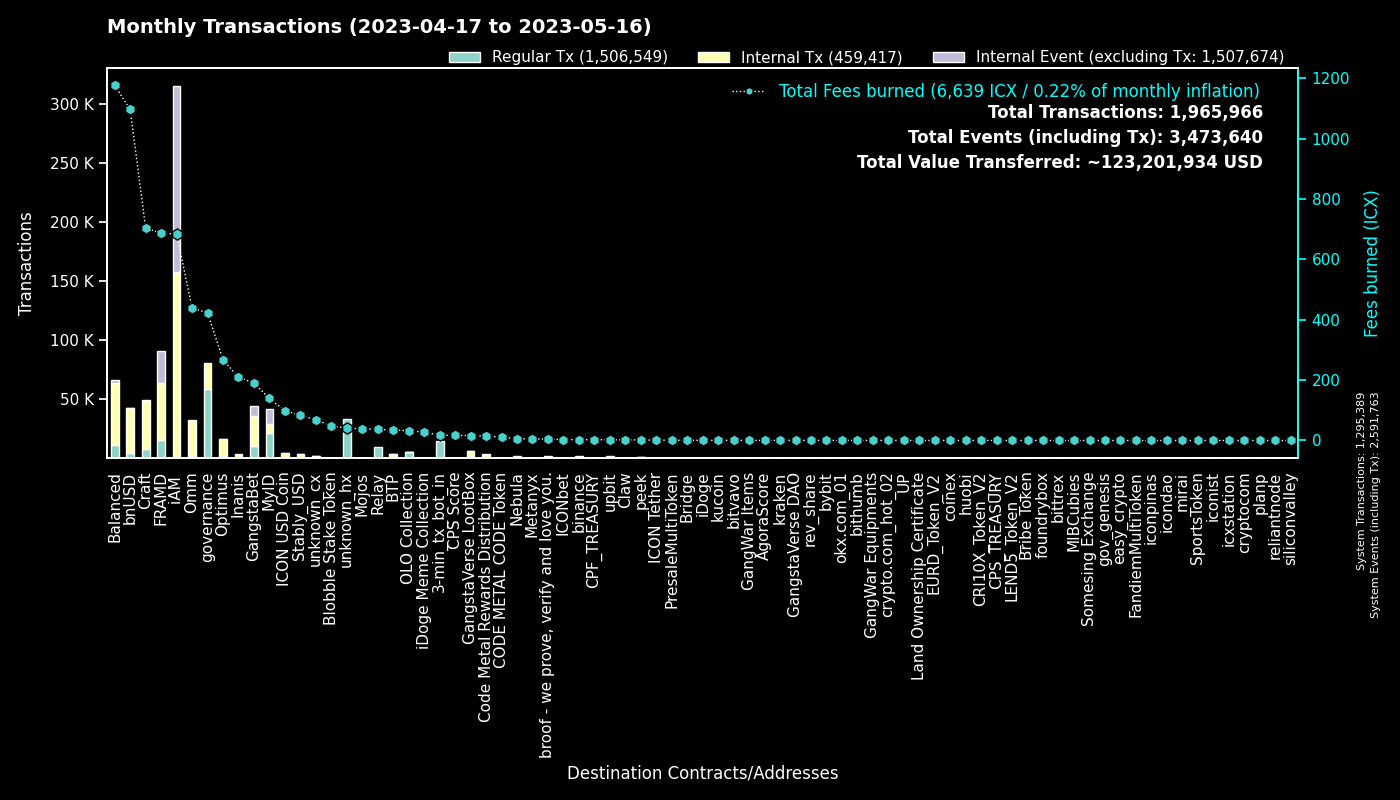 Monthly Transactions (2023-04-17 to 2023-05-16)
Regular Tx (1,506,549)
Internal Tx (459,417)
Internal Event (excluding Tx: 1,507,674)
Total Fees burned (6,639 ICX / 0.22% of monthly inflation)
Total Transactions: 1,965,966
Total Events (including Tx): 3,473,640
Total Value Transferred: ~123,201,934 USD
Transactions
300 K
250 K
200 K
150 K
100 K
50 K
1200
1000
800
600
400
200
0
Fees burned (ICX)
System Transactions: 1,295,389
System Events (including Tx): 2,591,763
Balanced
bnUSD
Craft
FRAMD
iAM
Omm
governance
Optimus
Inanis
GangstaBet
MyID
ICON USD Coin
Stably_USD
unknown_cx
Blobble Stake Token
unknown_hx
Mojos
Relay
BTP
OLO Collection
iDoge Meme Collection
3-min_tx_bot_in
CPS Score
GangstaVerse LootBox
Code Metal Rewards Distribution
CODE METAL CODE Token
Nebula
Metanyx
broof - we prove, verify and love you.
ICONbet
binance
CPF_TREASURY
upbit
Claw
peek
ICON Tether
PresaleMultiToken
Bridge
iDoge
kucoin
bitvavo
GangWar Items
AgoraScore
kraken
GangstaVerse DAO
rev_share
bybit
okx.com_01
bithumb
GangWar Equipments
crypto.com_hot_02
UP
Land Ownership Certificate
EURD_Token_V2
coinex
huobi
CRI10X_Token_V2
CPS_TREASURY
LENDS_Token_V2
Bribe Token
foundrybox
bittrex
MIBCubies
Somesing Exchange
gov_genesis
easy_crypto
FandiemMultiToken
iconpinas
icondao
mirai
SportsToken
iconist
icxstation
cryptocom
planp
reliantnode
siliconvalley
Destination Contracts/Addresses